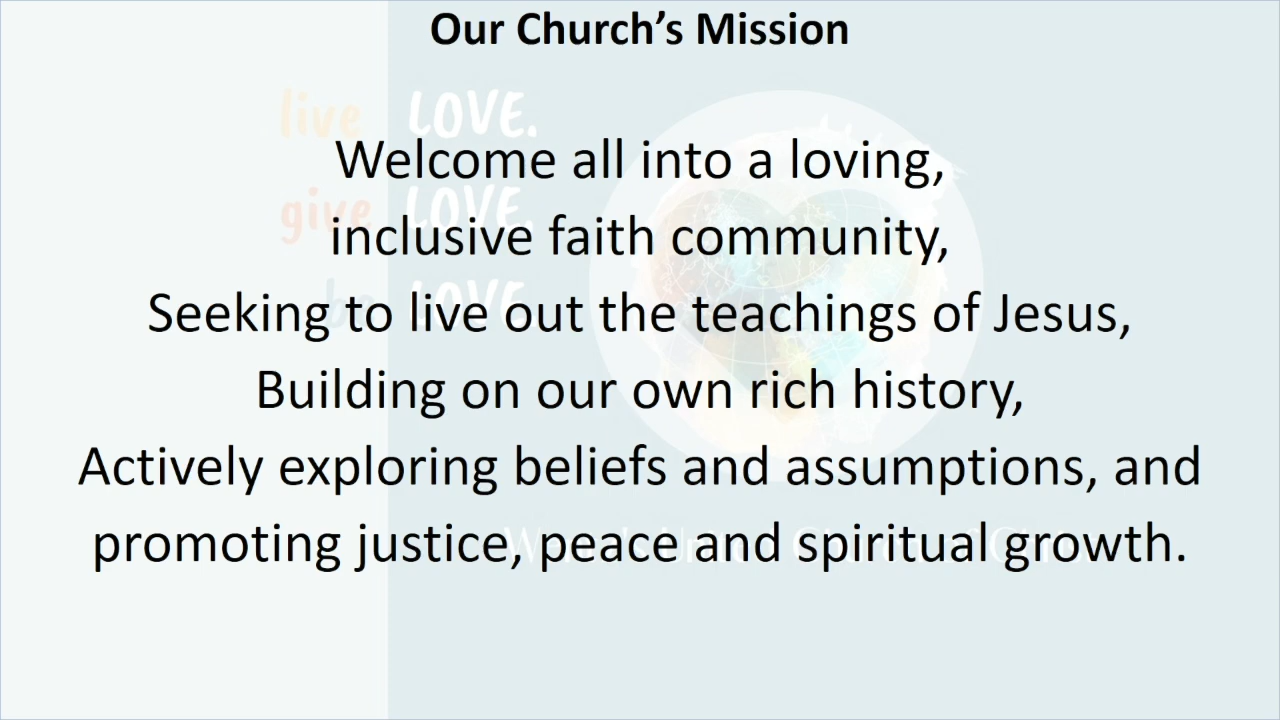 Our Church’s Mission
live LOVE.
Welcome all into a loving,
give LOVE.
inclusive faith community,
be LOVE.
Seeking to live out the teachings of Jesus,
Building on our own rich history,
Actively exploring beliefs and assumptions, and
promoting justice, peace and spiritual growth.